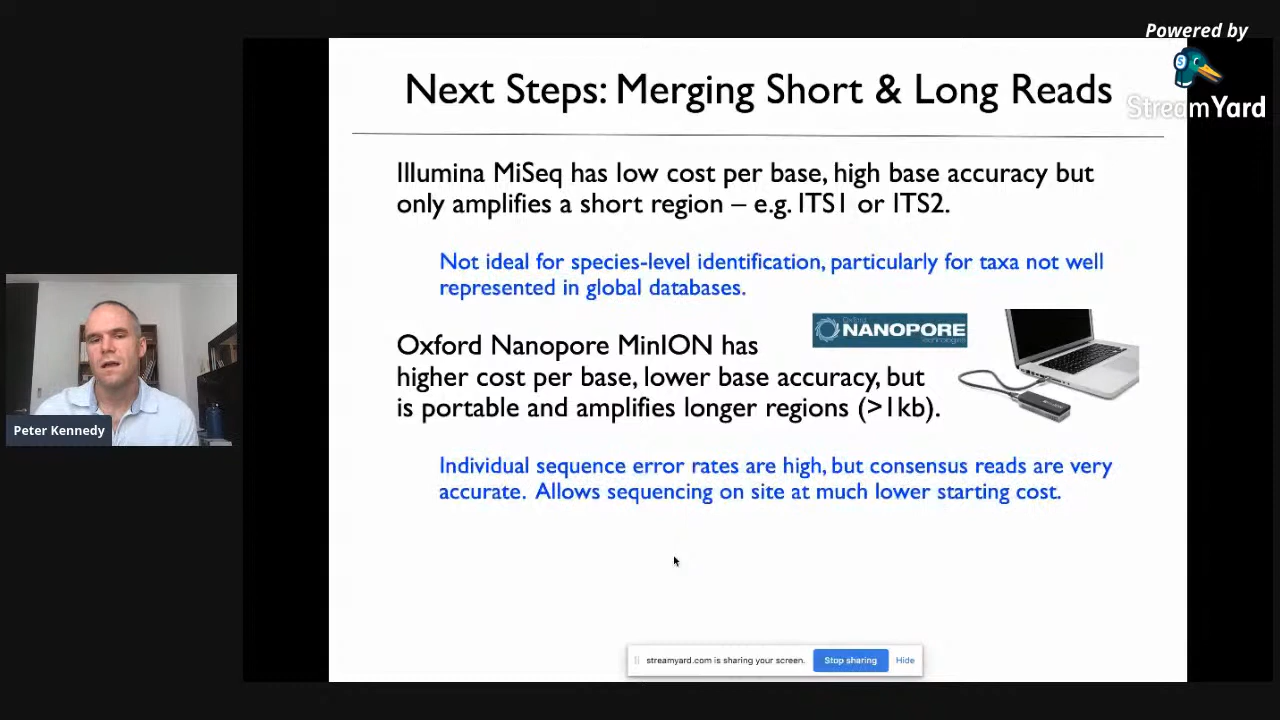 Powered by
StreamYard
Next Steps: Merging Short & Long Reads
Illumina MiSeq has low cost per base, high base accuracy but
only amplifies a short region – e.g. ITS1 or ITS2.
Not ideal for species-level identification, particularly for taxa not well
represented in global databases.
Oxford
NANOPORE
Technologies
Oxford Nanopore MinION has
higher cost per base, lower base accuracy, but
is portable and amplifies longer regions (>1kb).
Individual sequence error rates are high, but consensus reads are very
accurate. Allows sequencing on site at much lower starting cost.
Peter Kennedy
streamyard.com is sharing your screen.
Stop sharing
Hide